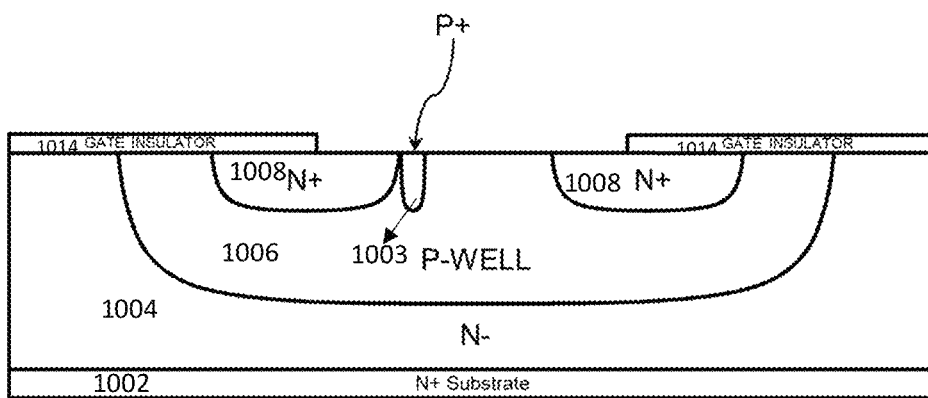 P+
1014 GATE INSULATOR
1014 GATE INSULATOR
1008 N+
1008 N+
1006
1003
P-WELL
1004
N-
1002
N+ Substrate